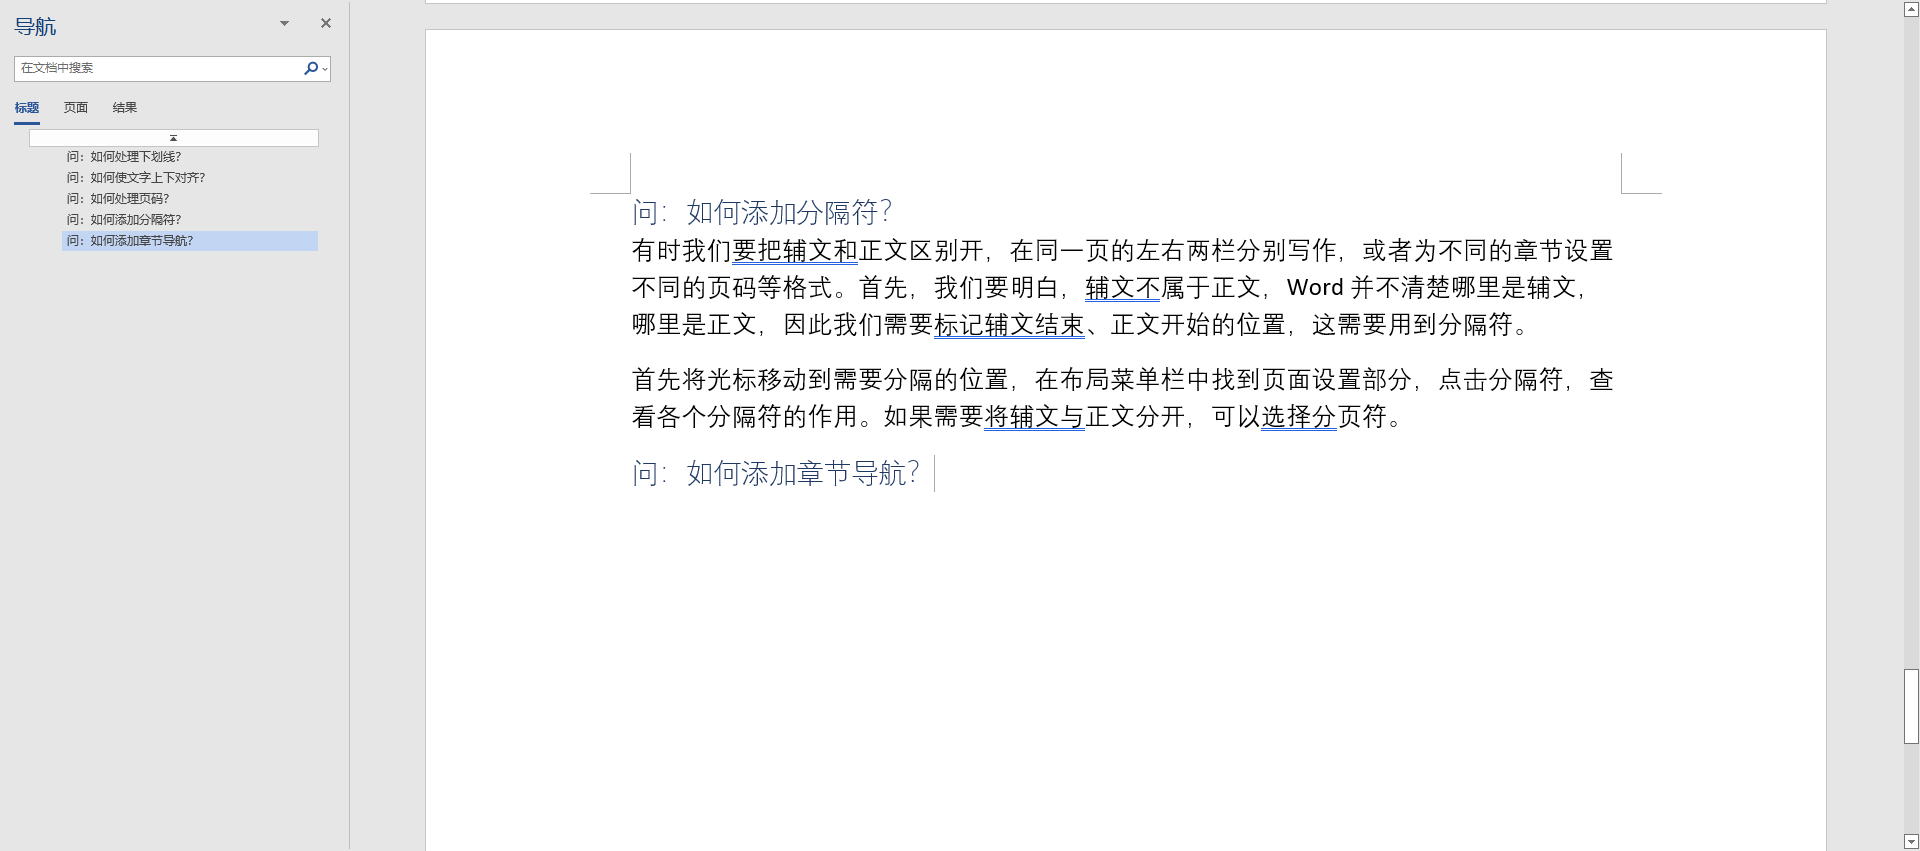 导航
在文档中搜索
标题 页面 结果
问：如何处理下划线？
问：如何使文字上下对齐？
问：如何处理页码？
问：如何添加分隔符？
问：如何添加章节导航？
问：如何添加分隔符？
有时我们要把辅文和正文区别开，在同一页的左右两栏分别写作，或者为不同的章节设置
不同的页码等格式。首先，我们要明白，辅文不属于正文，Word 并不清楚哪里是辅文，
哪里是正文，因此我们需要标记辅文结束、正文开始的位置，这需要用到分隔符。
首先将光标移动到需要分隔的位置，在布局菜单栏中找到页面设置部分，点击分隔符，查
看各个分隔符的作用。如果需要将辅文与正文分开，可以选择分页符。
问：如何添加章节导航？